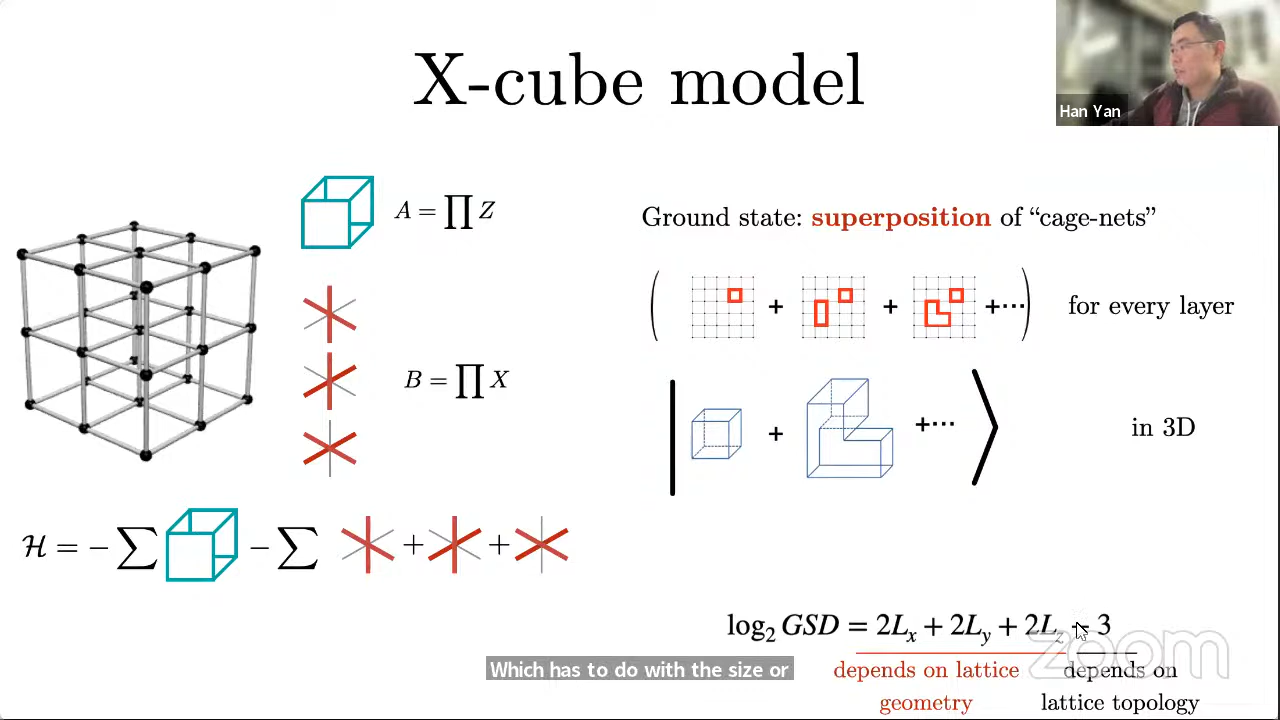 X-cube model
Han Yan
A = ∏ Z
B = ∏ X
ℋ = − ∑ − ∑ + +
Ground state: superposition of “cage-nets”
( + + +⋯ ) for every layer
| + +⋯ ⟩ in 3D
log₂ GSD = 2Lₓ + 2L_y + 2L_z − 3
depends on lattice geometry
depends on lattice topology
Which has to do with the size or
zoom